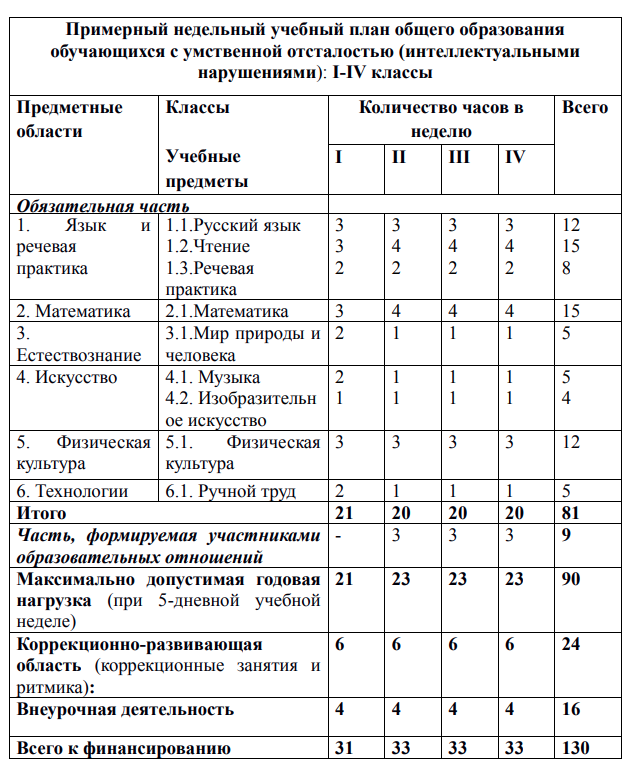 Примерный недельный учебный план общего образования
обучающихся с умственной отсталостью (интеллектуальными
нарушениями): I-IV классы
Предметные области Классы Учебные предметы Количество часов в неделю Всего
I II III IV
Обязательная часть
1. Язык и речевая практика
1.1.Русский язык 3 3 3 3 12
1.2.Чтение 3 4 4 4 15
1.3.Речевая практика 2 2 2 2 8
2. Математика 2.1.Математика 3 4 4 4 15
3. Естествознание 3.1.Мир природы и человека 2 1 1 1 5
4. Искусство 4.1. Музыка 2 1 1 1 5
4.2. Изобразительн
ое искусство 1 1 1 1 4
5. Физическая культура 5.1. Физическая культура 3 3 3 3 12
6. Технологии 6.1. Ручной труд 2 1 1 1 5
Итого 21 20 20 20 81
Часть, формируемая участниками
образовательных отношений - 3 3 3 9
Максимально допустимая годовая
нагрузка (при 5-дневной учебной
неделе) 21 23 23 23 90
Коррекционно-развивающая
область (коррекционные занятия и
ритмика): 6 6 6 6 24
Внеурочная деятельность 4 4 4 4 16
Всего к финансированию 31 33 33 33 130